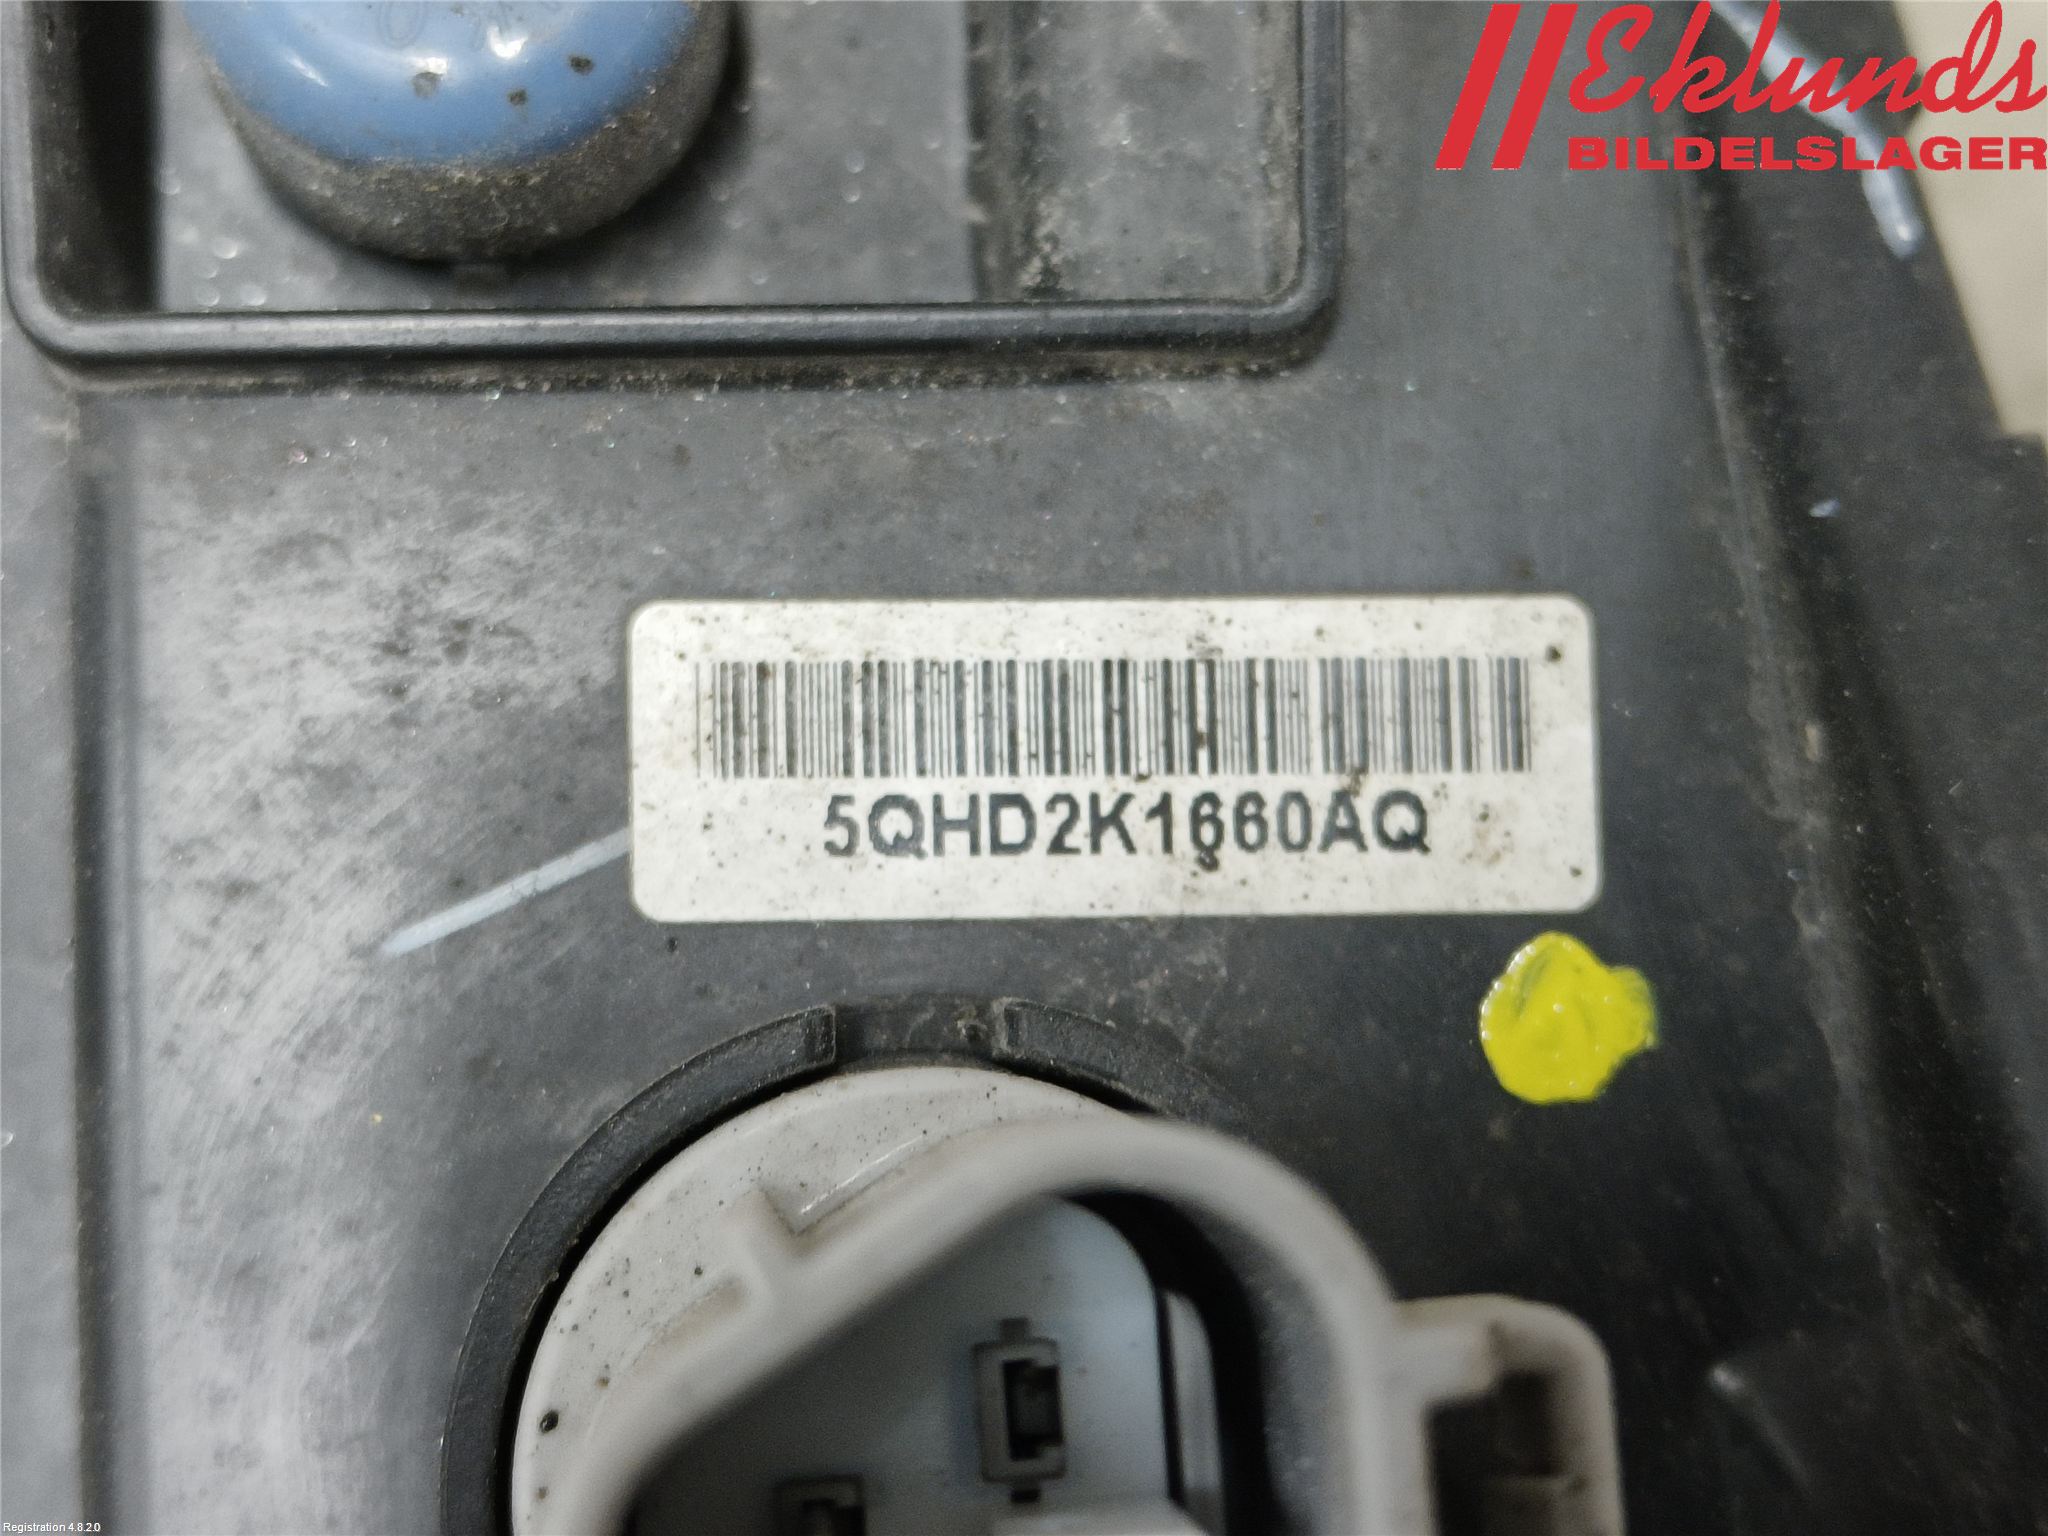 Eklunds
BILDELSLAGER
5QHD2K1660AQ
Registration 4.8.2.0